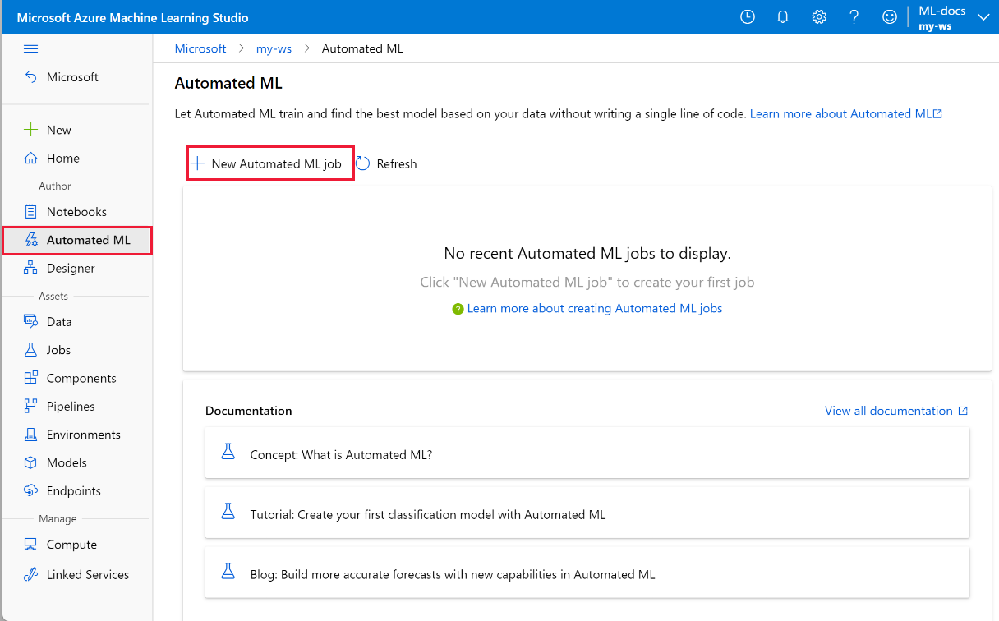 Microsoft Azure Machine Learning Studio
ML-docs
my-ws
Microsoft
New
Home
Author
Notebooks
Automated ML
Designer
Assets
Data
Jobs
Components
Pipelines
Environments
Models
Endpoints
Manage
Compute
Linked Services
Microsoft > my-ws > Automated ML
Automated ML
Let Automated ML train and find the best model based on your data without writing a single line of code. Learn more about Automated ML
New Automated ML job Refresh
No recent Automated ML jobs to display.
Click "New Automated ML job" to create your first job
? Learn more about creating Automated ML jobs
Documentation View all documentation
Concept: What is Automated ML?
Tutorial: Create your first classification model with Automated ML
Blog: Build more accurate forecasts with new capabilities in Automated ML